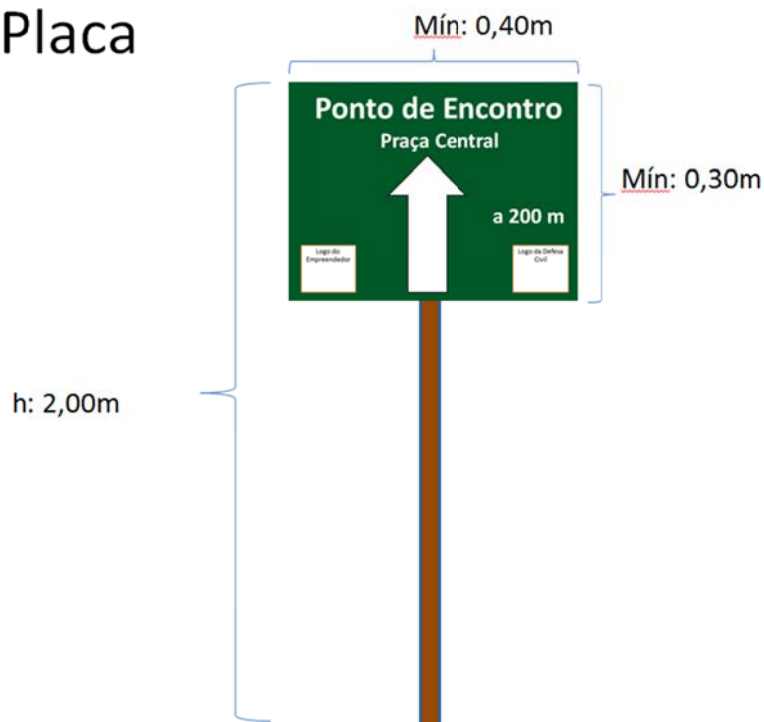 Placa
Mín: 0,40m
Ponto de Encontro
Praça Central
Mín: 0,30m
a 200 m
Logo do
Empreendedor
Logo da Defesa
Civil
h: 2,00m